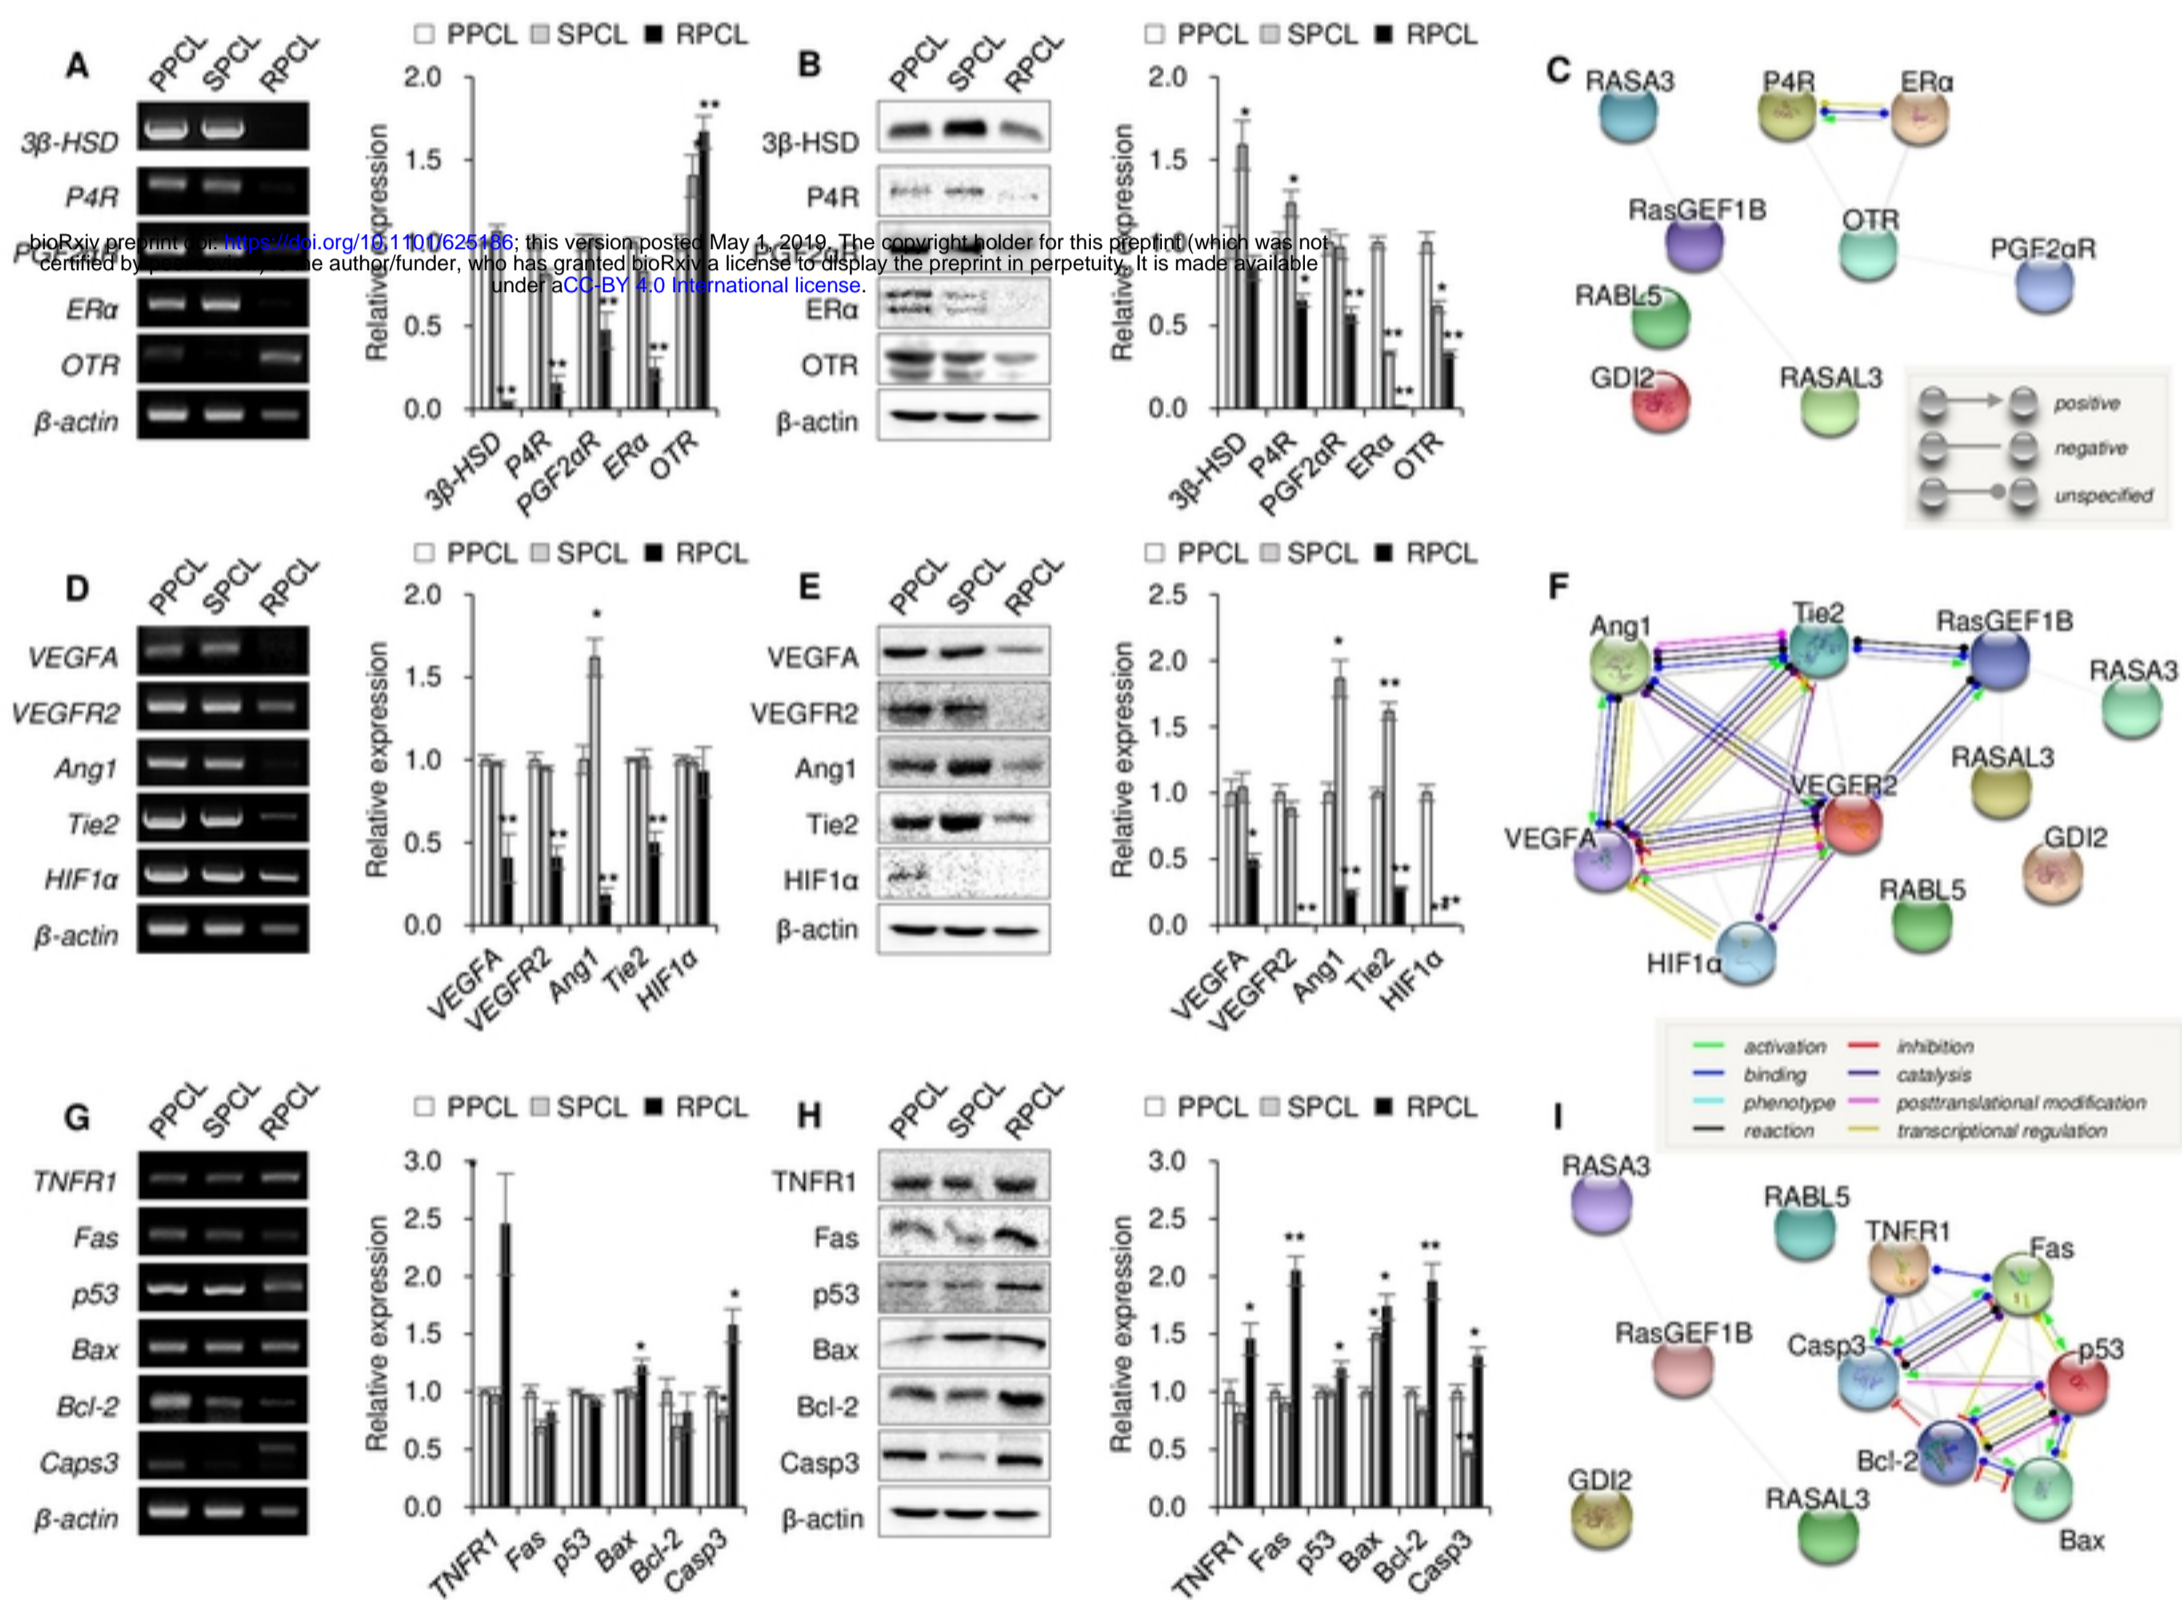 A
PPCL SPCL RPCL
3β-HSD
P4R
ERα
OTR
β-actin
PPCL SPCL RPCL
Relative expression
2.0
1.5
0.5
0.0
3β-HSD P4R PGF2αR ERα OTR
** ** ** ** **
B
PPCL SPCL RPCL
3β-HSD
P4R
PGF2αR
ERα
OTR
β-actin
PPCL SPCL RPCL
Relative expression
2.0
1.5
0.5
0.0
* * * ** ** ** * **
3β-HSD P4R PGF2αR ERα OTR
bioRxiv preprint doi: https://doi.org/10.1101/625186; this version posted May 1, 2019. The copyright holder for this preprint (which was not
certified by peer review) is the author/funder, who has granted bioRxiv a license to display the preprint in perpetuity. It is made available
under aCC-BY 4.0 International license.
C
RASA3
P4R
ERα
RasGEF1B
OTR
PGF2αR
RABL5
GDI2
RASAL3
positive
negative
unspecified
D
PPCL SPCL RPCL
VEGFA
VEGFR2
Ang1
Tie2
HIF1α
β-actin
PPCL SPCL RPCL
Relative expression
2.0
1.5
1.0
0.5
0.0
** ** * ** **
VEGFA VEGFR2 Ang1 Tie2 HIF1α
E
PPCL SPCL RPCL
VEGFA
VEGFR2
Ang1
Tie2
HIF1α
β-actin
PPCL SPCL RPCL
Relative expression
2.5
2.0
1.5
1.0
0.5
0.0
* ** * ** ** ** ** **
VEGFA VEGFR2 Ang1 Tie2 HIF1α
F
Ang1
Tie2
RasGEF1B
RASA3
RASAL3
VEGFR2
VEGFA
GDI2
RABL5
HIF1α
activation inhibition
binding catalysis
phenotype posttranslational modification
reaction transcriptional regulation
G
PPCL SPCL RPCL
TNFR1
Fas
p53
Bax
Bcl-2
Caps3
β-actin
PPCL SPCL RPCL
Relative expression
3.0
2.5
2.0
1.5
1.0
0.5
0.0
* * *
TNFR1 Fas p53 Bax Bcl-2 Casp3
H
PPCL SPCL RPCL
TNFR1
Fas
p53
Bax
Bcl-2
Casp3
β-actin
PPCL SPCL RPCL
Relative expression
3.0
2.5
2.0
1.5
1.0
0.5
0.0
* ** * * * ** ** *
TNFR1 Fas p53 Bax Bcl-2 Casp3
I
RASA3
RABL5
TNFR1
Fas
RasGEF1B
Casp3
p53
Bcl-2
GDI2
RASAL3
Bax